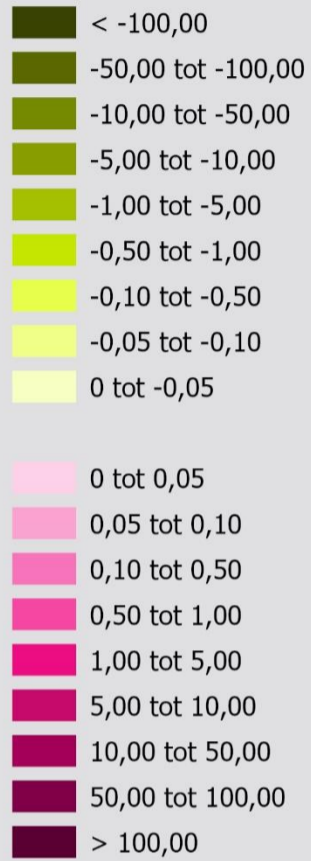 < -100,00
-50,00 tot -100,00
-10,00 tot -50,00
-5,00 tot -10,00
-1,00 tot -5,00
-0,50 tot -1,00
-0,10 tot -0,50
-0,05 tot -0,10
0 tot -0,05
0 tot 0,05
0,05 tot 0,10
0,10 tot 0,50
0,50 tot 1,00
1,00 tot 5,00
5,00 tot 10,00
10,00 tot 50,00
50,00 tot 100,00
> 100,00